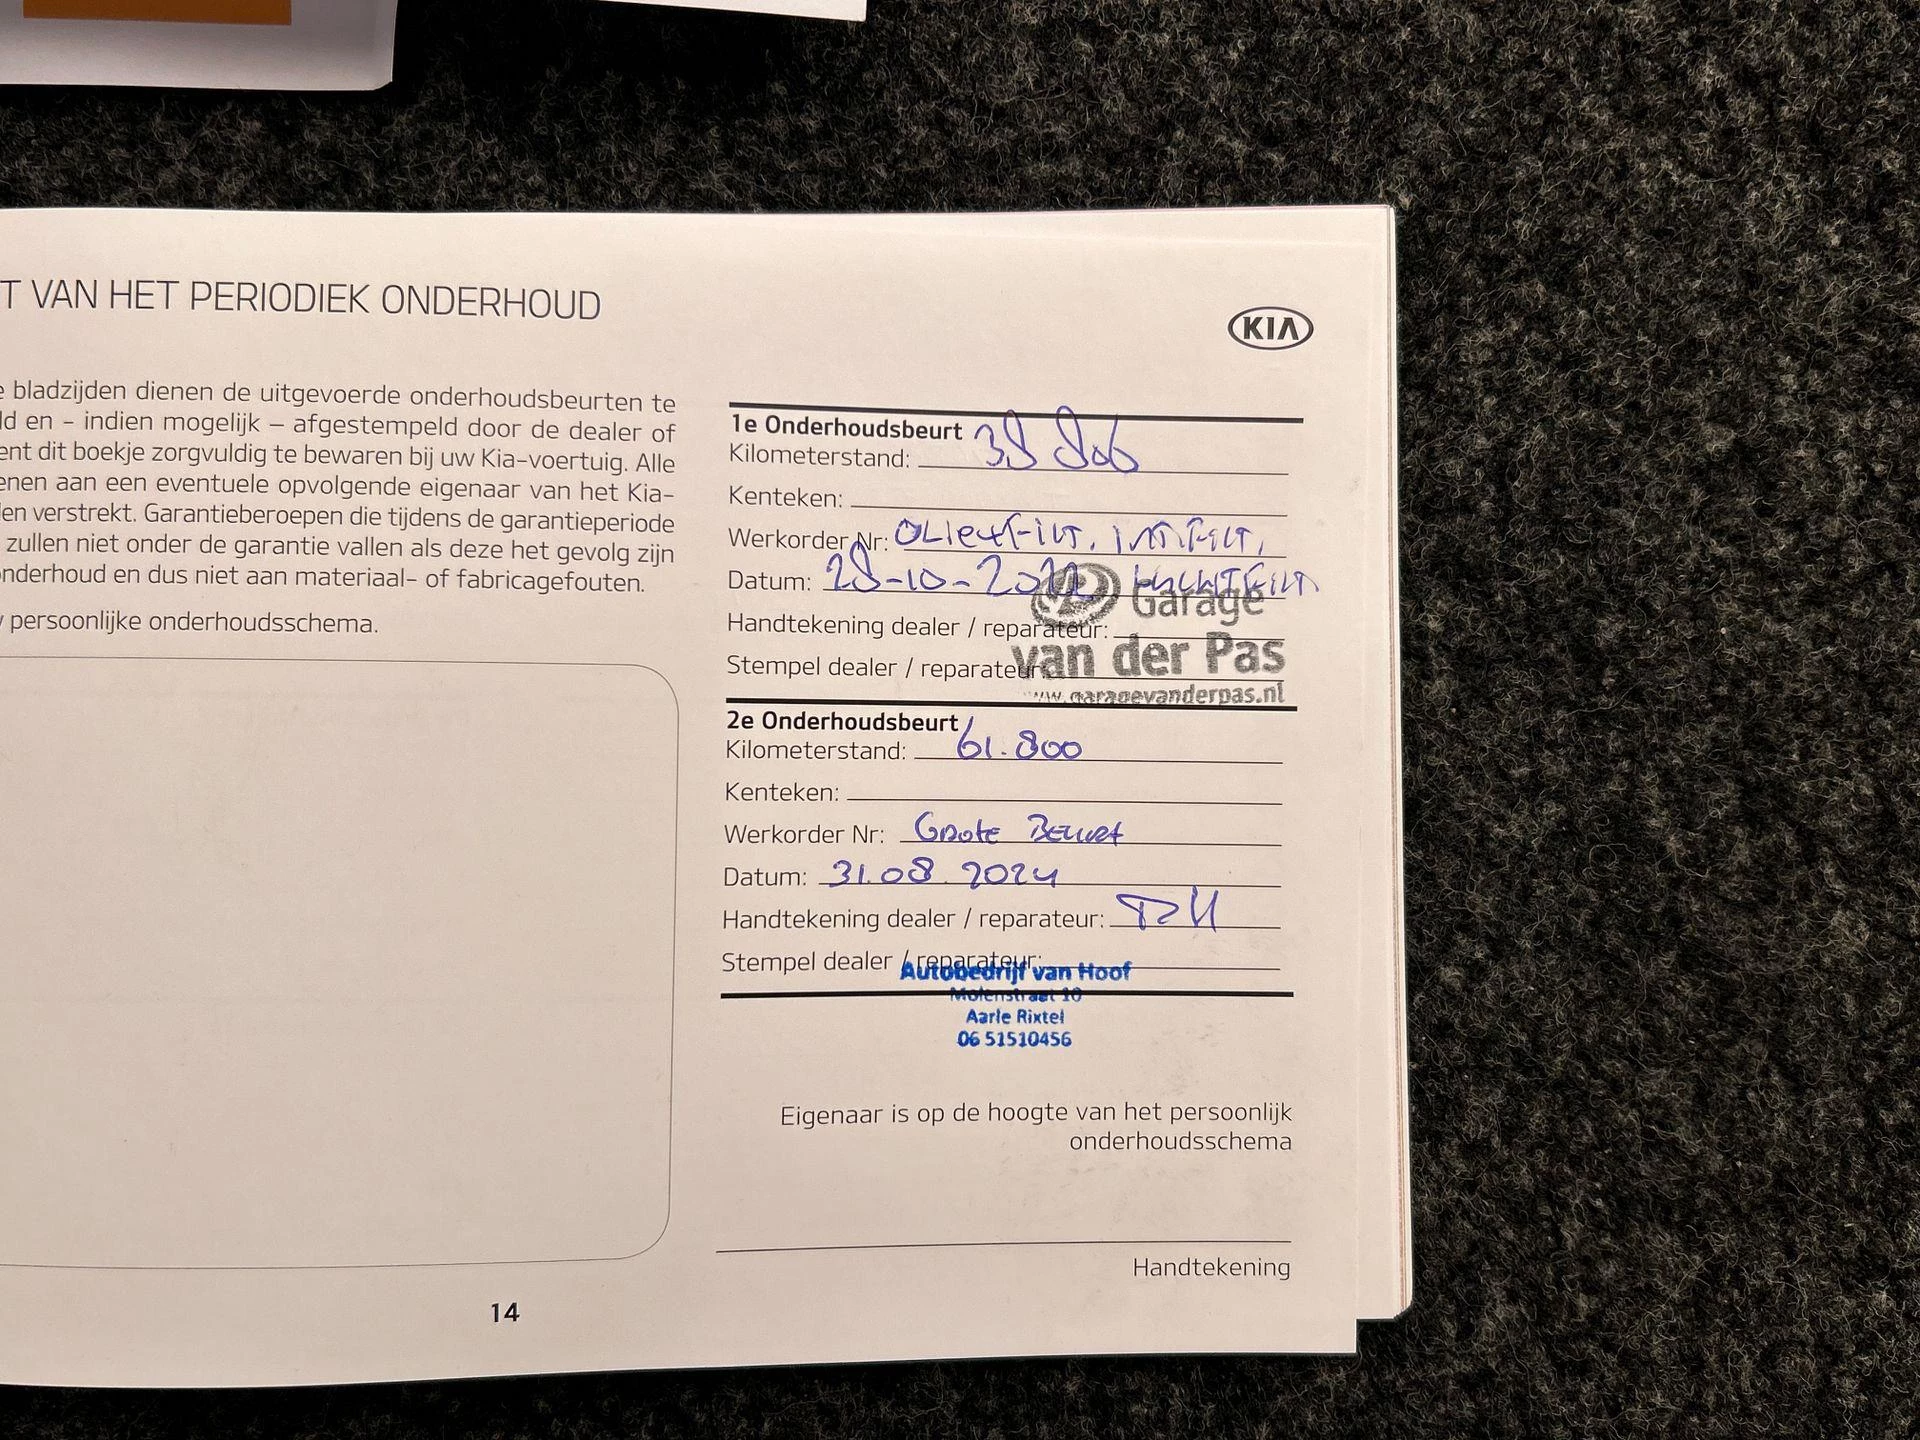 T VAN HET PERIODIEK ONDERHOUD
KIA
e bladzijden dienen de uitgevoerde onderhoudsbeurten te
ld en - indien mogelijk – afgestempeld door de dealer of
ent dit boekje zorgvuldig te bewaren bij uw Kia-voertuig. Alle
enen aan een eventuele opvolgende eigenaar van het Kia-
len verstrekt. Garantieberoepen die tijdens de garantieperiode
zullen niet onder de garantie vallen als deze het gevolg zijn
onderhoud en dus niet aan materiaal- of fabricagefouten.
persoonlijke onderhoudsschema.
1e Onderhoudsbeurt
Kilometerstand:
Kenteken:
Werkorder Nr:
Datum: 28-10-2022
Handtekening dealer / reparateur:
Stempel dealer / reparateur:
Garage
van der Pas
www.garagevanderpas.nl
2e Onderhoudsbeurt
Kilometerstand: 61.800
Kenteken:
Werkorder Nr: Grote Beurt
Datum: 31.08.2024
Handtekening dealer / reparateur:
Stempel dealer / reparateur:
Autobedrijf van Hoof
Molenstraat 10
Aarle Rixtel
06 51510456
Eigenaar is op de hoogte van het persoonlijk
onderhoudsschema
Handtekening
14